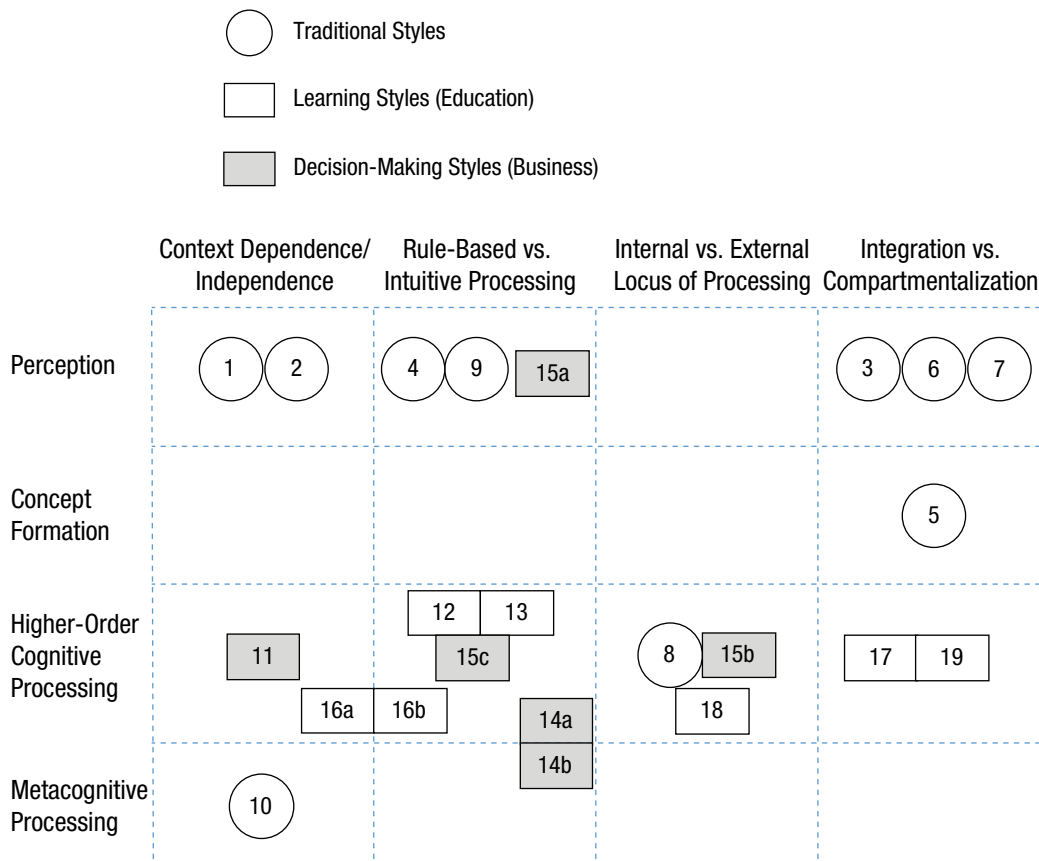 Traditional Styles
Learning Styles (Education)
Decision-Making Styles (Business)
Context Dependence/
Independence
Rule-Based vs.
Intuitive Processing
Internal vs. External
Locus of Processing
Integration vs.
Compartmentalization
Perception
1 2 4 9 15a 3 6 7
Concept
Formation
5
Higher-Order
Cognitive
Processing
12 13
11 15c 8 15b 17 19
16a 16b 14a 18
14b
Metacognitive
Processing
10